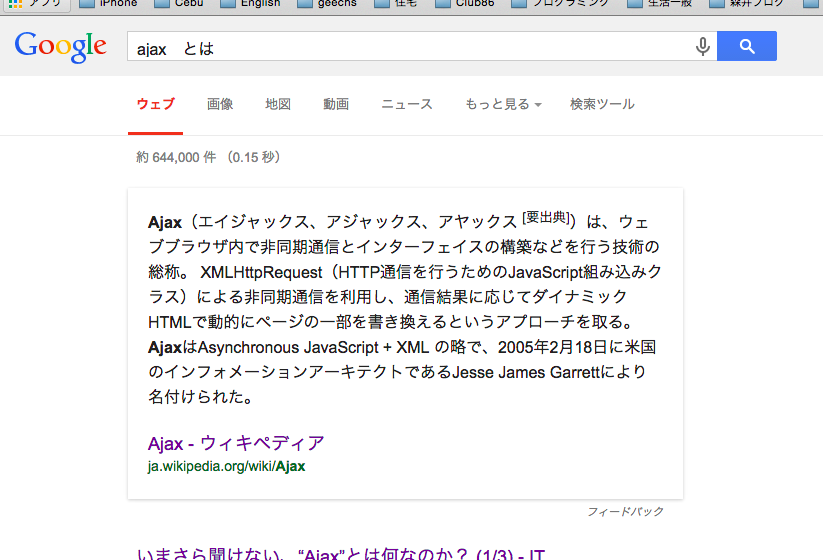 アプリ iPhone Cebu English geechs 住宅 Club86 プログラミング 生活一般 森井ブログ
Google ajax　とは
ウェブ 画像 地図 動画 ニュース もっと見る 検索ツール
約 644,000 件 （0.15 秒）
Ajax（エイジャックス、アジャックス、アヤックス [要出典]）は、ウェ
ブブラウザ内で非同期通信とインターフェイスの構築などを行う技術の
総称。 XMLHttpRequest（HTTP通信を行うためのJavaScript組み込みク
ラス）による非同期通信を利用し、通信結果に応じてダイナミック
HTMLで動的にページの一部を書き換えるというアプローチを取る。
AjaxはAsynchronous JavaScript + XML の略で、2005年2月18日に米国
のインフォメーションアーキテクトであるJesse James Garrettにより
名付けられた。
Ajax - ウィキペディア
ja.wikipedia.org/wiki/Ajax
フィードバック
いまさら聞けない、“Ajax”とは何なのか？ (1/3) - IT